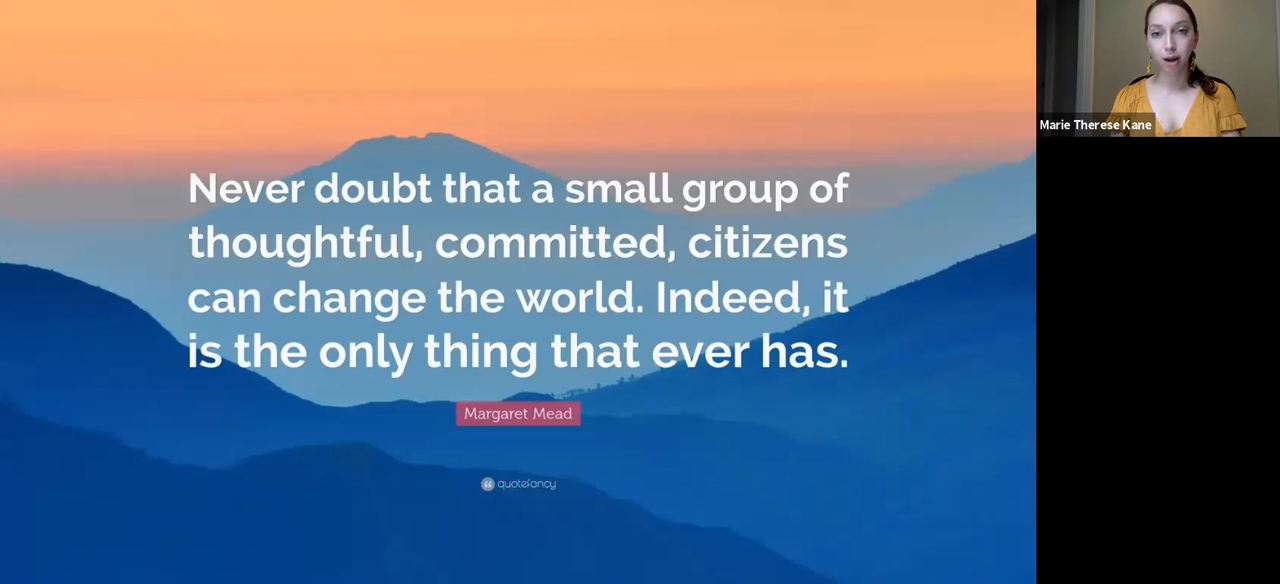 Never doubt that a small group of
thoughtful, committed, citizens
can change the world. Indeed, it
is the only thing that ever has.
Margaret Mead
quotefancy
Marie Therese Kane